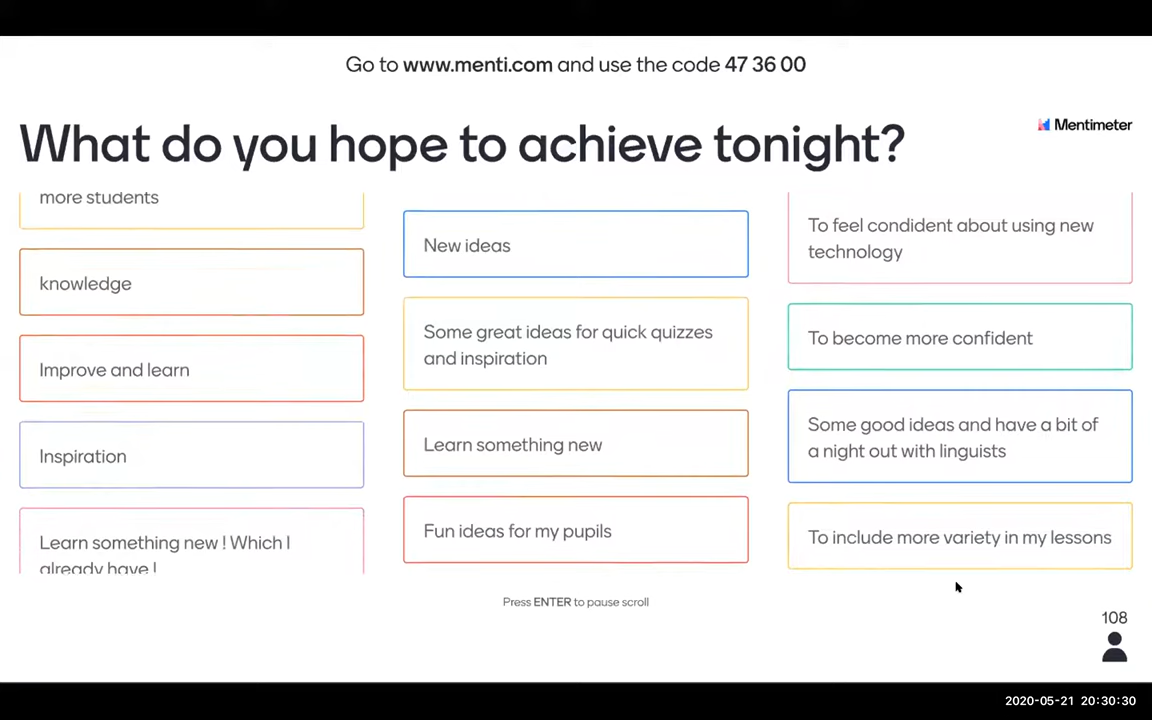 Go to www.menti.com and use the code 47 36 00
What do you hope to achieve tonight?
Mentimeter
more students
knowledge
Improve and learn
Inspiration
Learn something new ! Which I
already have !
New ideas
Some great ideas for quick quizzes
and inspiration
Learn something new
Fun ideas for my pupils
To feel condident about using new
technology
To become more confident
Some good ideas and have a bit of
a night out with linguists
To include more variety in my lessons
Press ENTER to pause scroll
108
2020-05-21 20:30:30